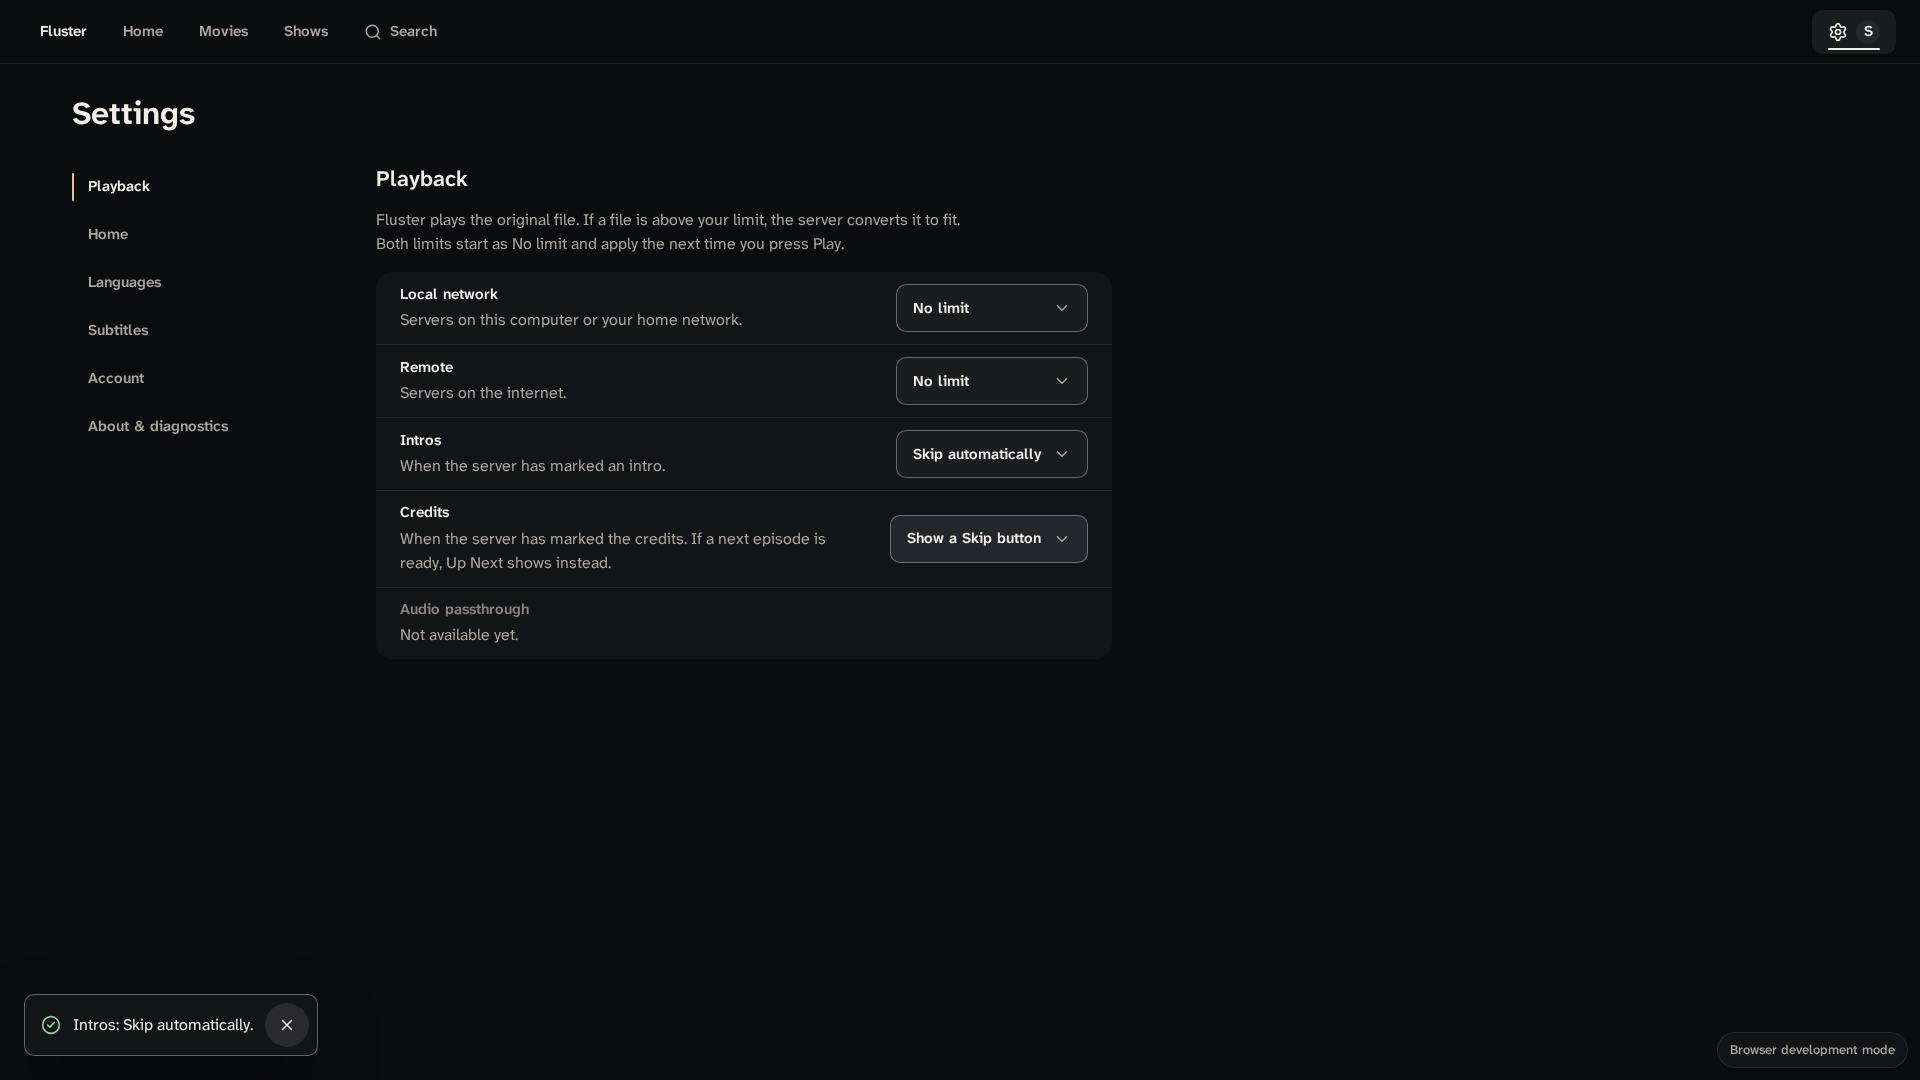 Fluster
Home
Movies
Shows
Search
S
Settings
Playback
Home
Languages
Subtitles
Account
About & diagnostics
Playback
Fluster plays the original file. If a file is above your limit, the server converts it to fit.
Both limits start as No limit and apply the next time you press Play.
Local network
Servers on this computer or your home network.
No limit
Remote
Servers on the internet.
No limit
Intros
When the server has marked an intro.
Skip automatically
Credits
When the server has marked the credits. If a next episode is
ready, Up Next shows instead.
Show a Skip button
Audio passthrough
Not available yet.
Intros: Skip automatically.
Browser development mode